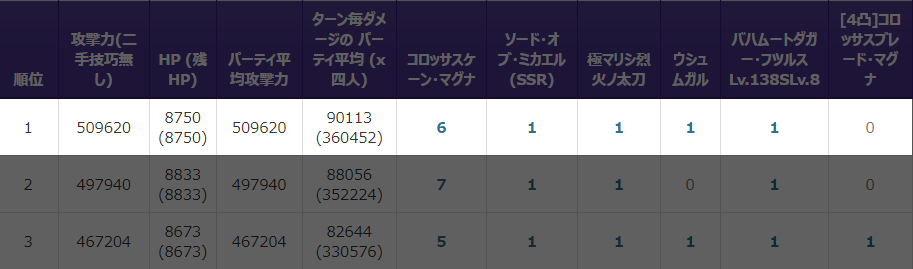 順位
攻撃力(二
手技巧無
し)
HP (残
HP)
パーティ平
均攻撃力
ターン毎ダメ
ージの パー
ティ平均 (x
四人)
コロッサスケ
ーン・マグナ
ソード・オ
ブ・ミカエル
(SSR)
極マリシ烈
火ノ太刀
ウシュ
ムガル
バハムートダガ
ー・フツルス
Lv.138SLv.8
[4凸]コロ
ッサスブレ
ード・マグ
ナ
1
509620
8750
(8750)
509620
90113
(360452)
6
1
1
1
1
0
2
497940
8833
(8833)
497940
88056
(352224)
7
1
1
0
1
0
3
467204
8673
(8673)
467204
82644
(330576)
5
1
1
1
1
1